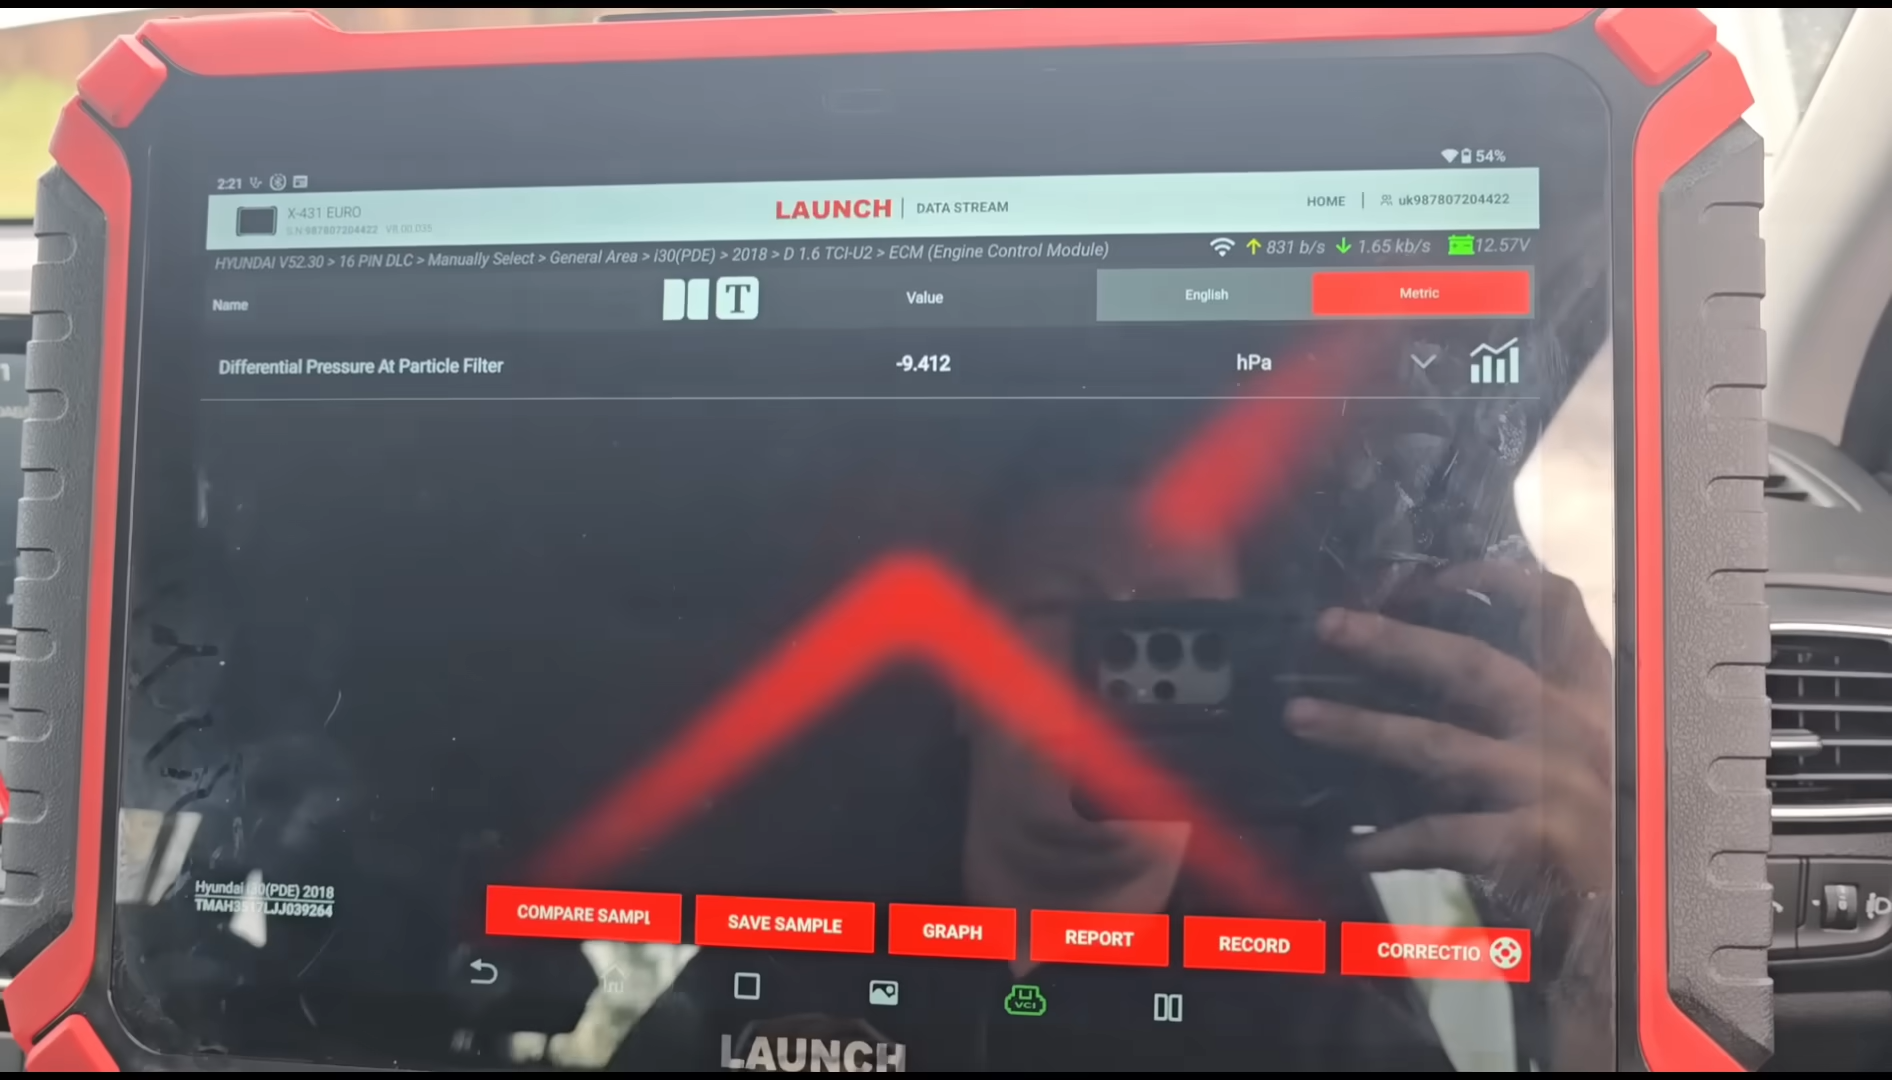 2:21
54%
X-431 EURO
S.N:987807204422 V8.00.035
LAUNCH | DATA STREAM
HOME | uk987807204422
HYUNDAI V52.30 > 16 PIN DLC > Manually Select > General Area > i30(PDE) > 2018 > D 1.6 TCI-U2 > ECM (Engine Control Module)
831 b/s 1.65 kb/s 12.57V
Name T Value English Metric
Differential Pressure At Particle Filter -9.412 hPa
Hyundai i30(PDE) 2018
COMPARE SAMPL SAVE SAMPLE GRAPH REPORT RECORD CORRECTIO
VCI
LAUNCH